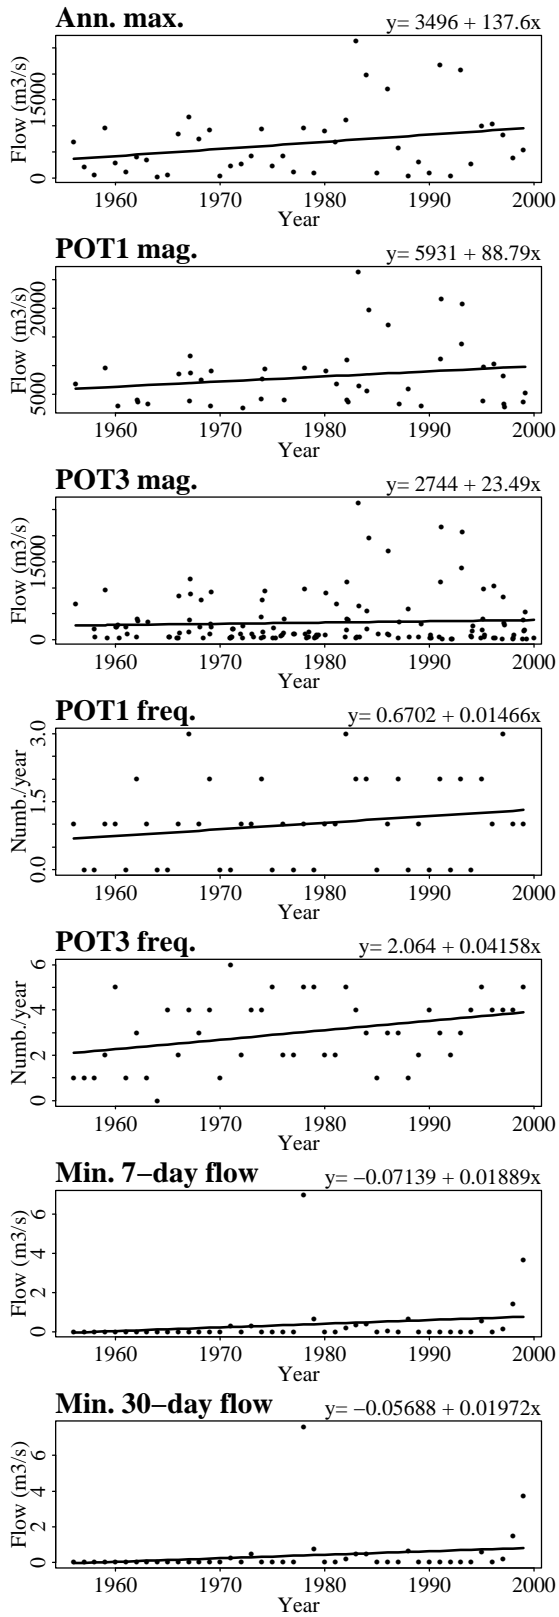 Ann. max. y= 3496 + 137.6x
Flow (m3/s)
0 15000
1960 1970 1980 1990 2000
Year
POT1 mag. y= 5931 + 88.79x
Flow (m3/s)
5000 20000
1960 1970 1980 1990 2000
Year
POT3 mag. y= 2744 + 23.49x
Flow (m3/s)
0 15000
1960 1970 1980 1990 2000
Year
POT1 freq. y= 0.6702 + 0.01466x
Numb./year
0.0 1.5 3.0
1960 1970 1980 1990 2000
Year
POT3 freq. y= 2.064 + 0.04158x
Numb./year
0 2 4 6
1960 1970 1980 1990 2000
Year
Min. 7−day flow y= −0.07139 + 0.01889x
Flow (m3/s)
0 2 4 6
1960 1970 1980 1990 2000
Year
Min. 30−day flow y= −0.05688 + 0.01972x
Flow (m3/s)
0 2 4 6
1960 1970 1980 1990 2000
Year